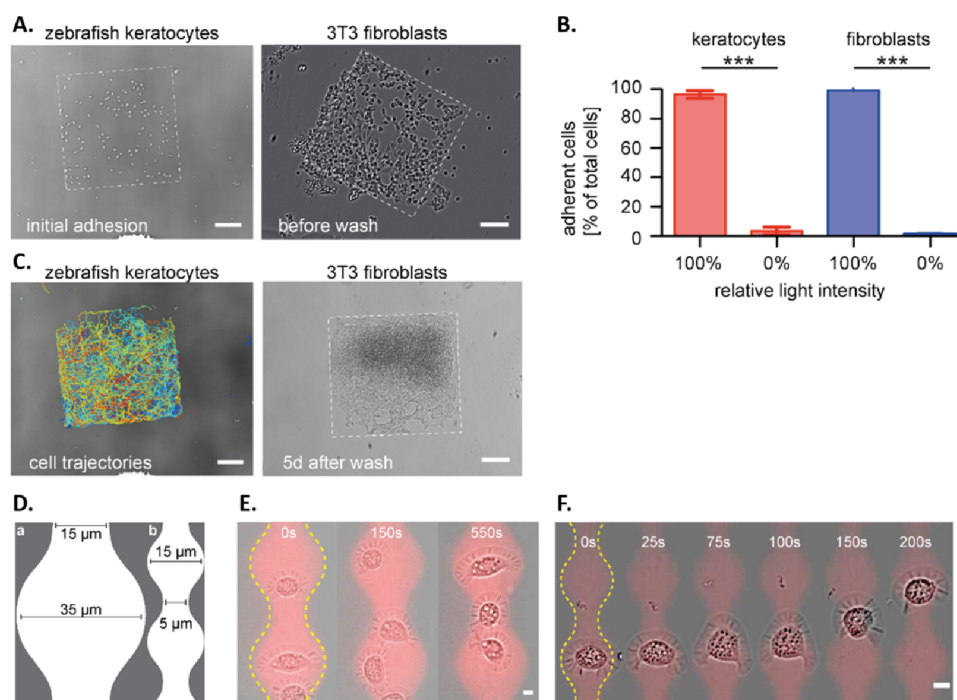 A.
zebrafish keratocytes
3T3 fibroblasts
initial adhesion
before wash
B.
keratocytes
fibroblasts
***
***
adherent cells
[% of total cells]
100
80
60
40
20
0
100%
0%
100%
0%
relative light intensity
C.
zebrafish keratocytes
3T3 fibroblasts
cell trajectories
5d after wash
D.
a
15 µm
35 µm
b
15 µm
5 µm
E.
0s
150s
550s
F.
0s
25s
75s
100s
150s
200s